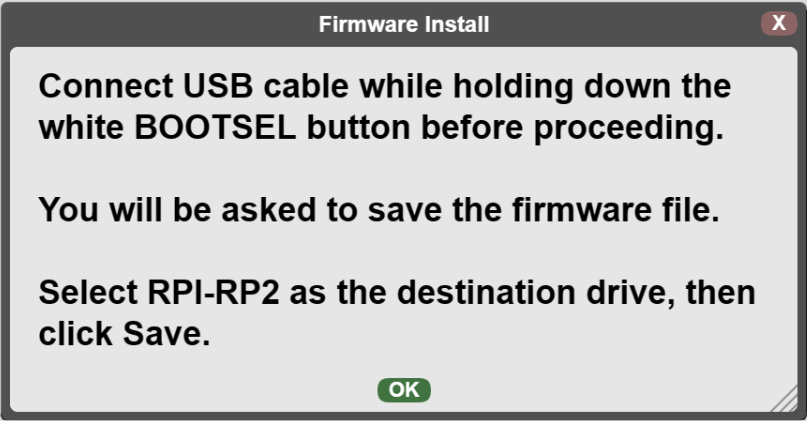 Firmware Install
X
Connect USB cable while holding down the
white BOOTSEL button before proceeding.
You will be asked to save the firmware file.
Select RPI-RP2 as the destination drive, then
click Save.
OK